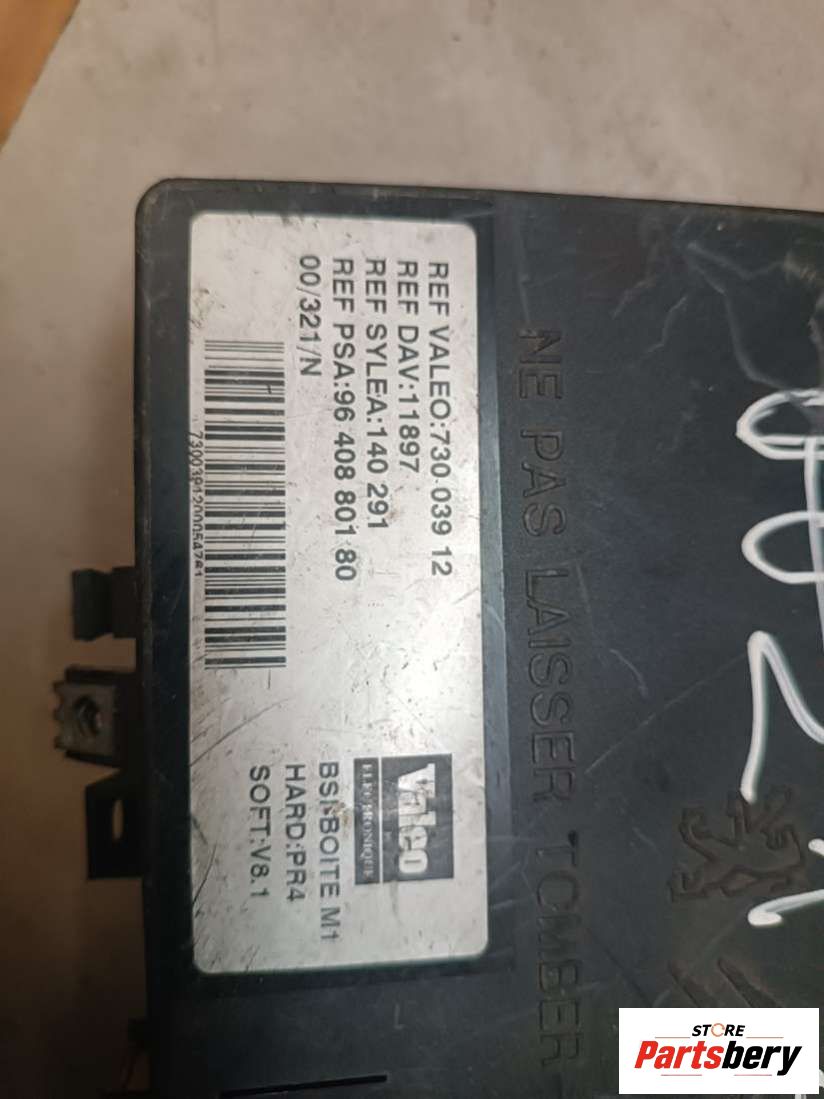 REF VALEO:730 039 12
REF DAV:11897
REF SYLEA:140 291
REF PSA:96 408 801 80
00/321/N
Valeo
ELECTRONIQUE
BSI-BOITE M1
HARD:PR4
SOFT:V8.1
NE PAS LAISSER TOMBER
STORE
Partsbery